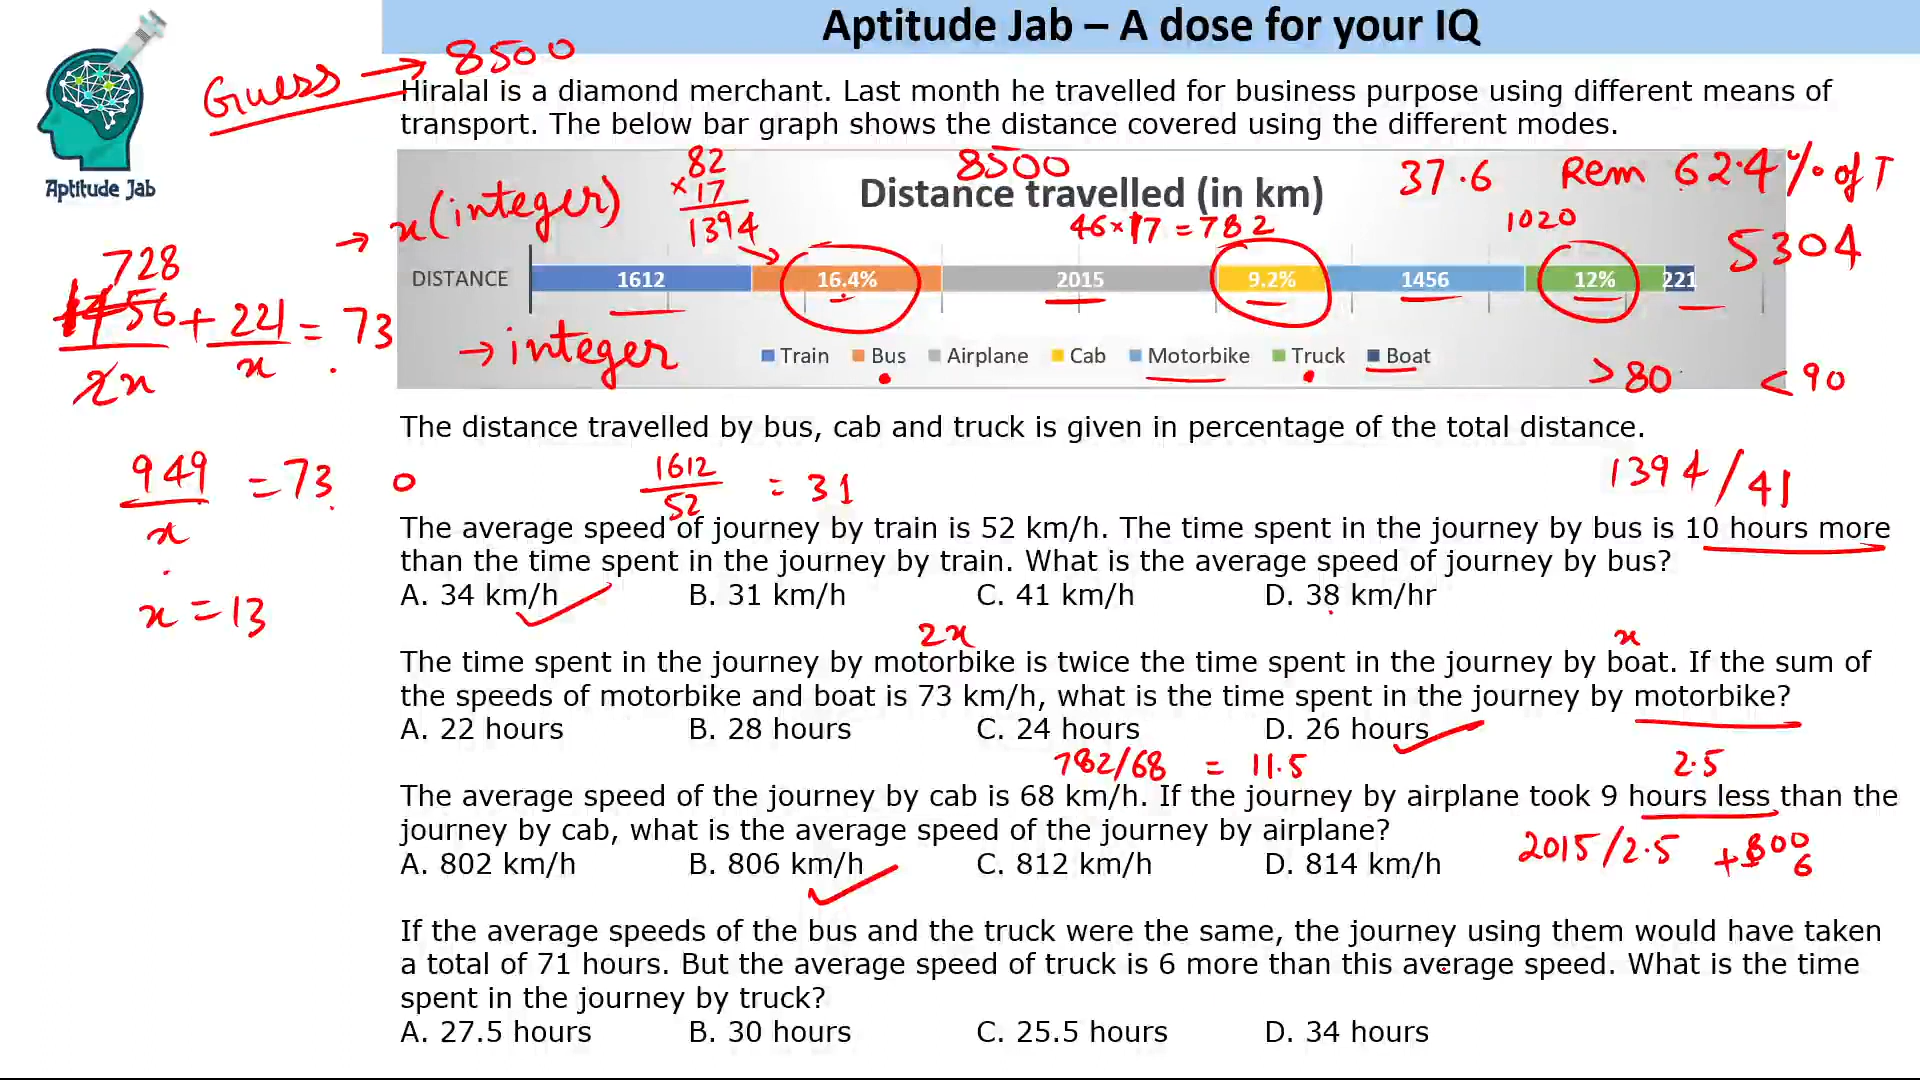 Aptitude Jab – A dose for your IQ
Guess → 8500
Hiralal is a diamond merchant. Last month he travelled for business purpose using different means of
transport. The below bar graph shows the distance covered using the different modes.
Aptitude Jab
→ x (integer)
82
×17
1394
8500
37.6
Rem 62.4% of T
Distance travelled (in km)
46×17 = 782
1020
5304
DISTANCE 1612 16.4% 2015 9.2% 1456 12% 221
→ integer
Train Bus Airplane Cab Motorbike Truck Boat
>80 <90
728
1456/2x + 221/x = 73
The distance travelled by bus, cab and truck is given in percentage of the total distance.
949/x = 73
0
1612/52 = 31
1394/41
x = 13
The average speed of journey by train is 52 km/h. The time spent in the journey by bus is 10 hours more
than the time spent in the journey by train. What is the average speed of journey by bus?
A. 34 km/h B. 31 km/h C. 41 km/h D. 38 km/hr
2x x
The time spent in the journey by motorbike is twice the time spent in the journey by boat. If the sum of
the speeds of motorbike and boat is 73 km/h, what is the time spent in the journey by motorbike?
A. 22 hours B. 28 hours C. 24 hours D. 26 hours
782/68 = 11.5 2.5
The average speed of the journey by cab is 68 km/h. If the journey by airplane took 9 hours less than the
journey by cab, what is the average speed of the journey by airplane?
2015/2.5 +800
6
A. 802 km/h B. 806 km/h C. 812 km/h D. 814 km/h
If the average speeds of the bus and the truck were the same, the journey using them would have taken
a total of 71 hours. But the average speed of truck is 6 more than this average speed. What is the time
spent in the journey by truck?
A. 27.5 hours B. 30 hours C. 25.5 hours D. 34 hours